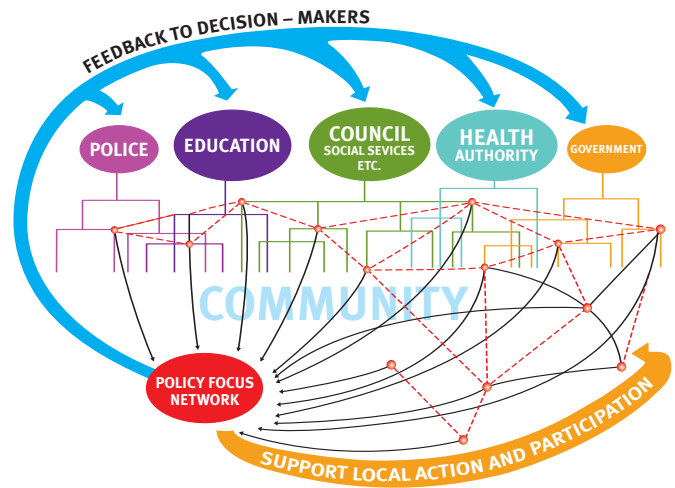 FEEDBACK TO DECISION – MAKERS
POLICE
EDUCATION
COUNCIL
SOCIAL SEVICES
ETC.
HEALTH
AUTHORITY
GOVERNMENT
COMMUNITY
POLICY FOCUS
NETWORK
SUPPORT LOCAL ACTION AND PARTICIPATION